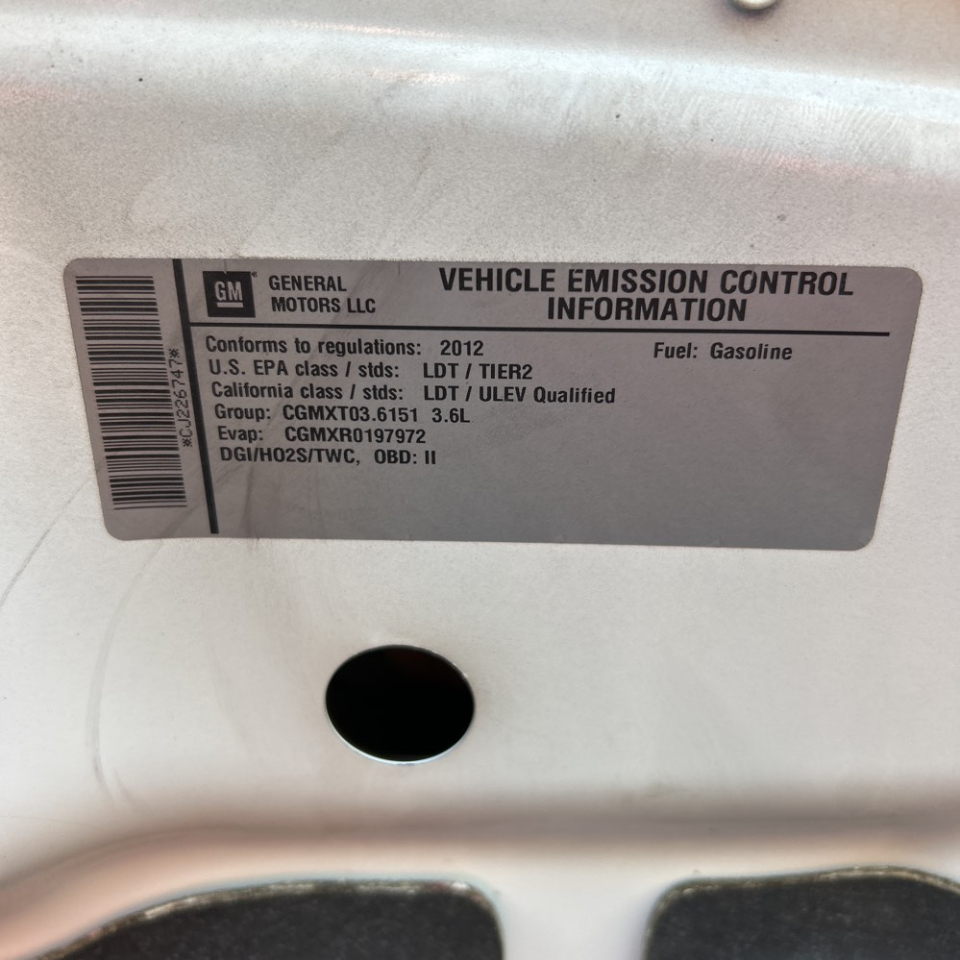 *CJ226747*
GM GENERAL MOTORS LLC
VEHICLE EMISSION CONTROL
INFORMATION
Conforms to regulations: 2012 Fuel: Gasoline
U.S. EPA class / stds: LDT / TIER2
California class / stds: LDT / ULEV Qualified
Group: CGMXT03.6151 3.6L
Evap: CGMXR0197972
DGI/HO2S/TWC, OBD: II